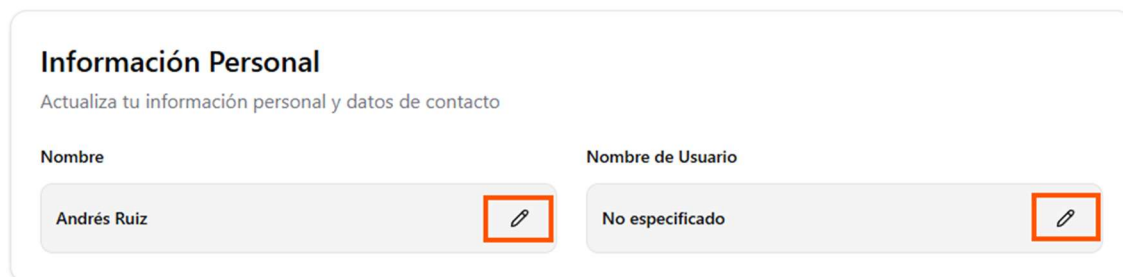 Información Personal
Actualiza tu información personal y datos de contacto
Nombre
Nombre de Usuario
Andrés Ruiz
No especificado